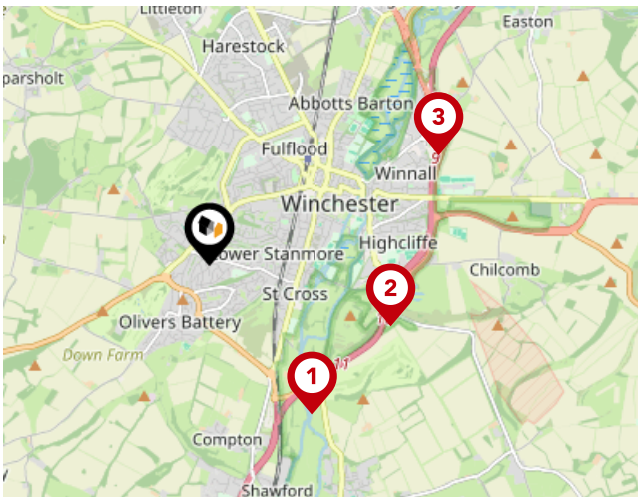 Littleton
Easton
Harestock
parsholt
Abbotts Barton
3
9
Fulflood
Winnall
Winchester
Highcliffe
ower Stanmore
Chilcomb
St Cross
2
Olivers Battery
Down Farm
11
1
Compton
Shawford